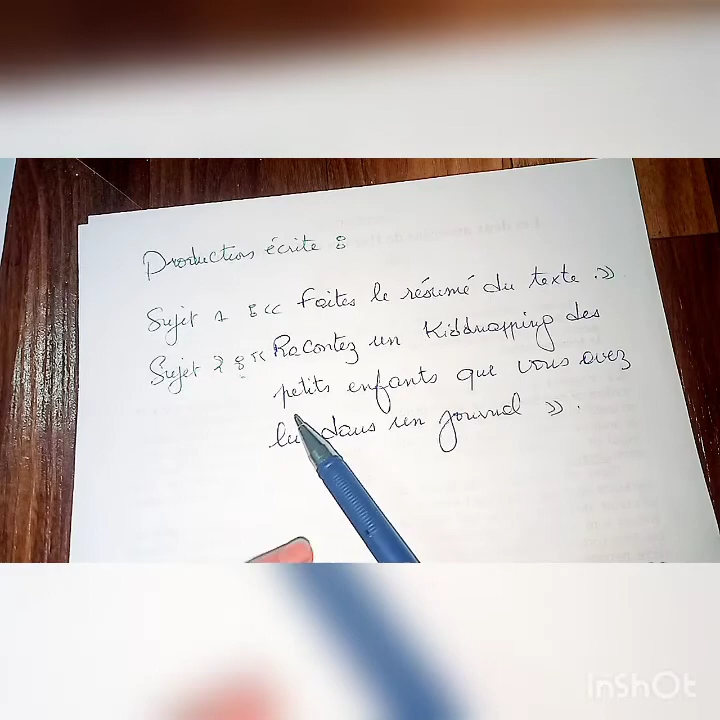 Production écrite :
Sujet 1 : << Faites le résumé du texte. >>
Sujet 2 : << Racontez un Kiddnapping des
petits enfants que vous avez
lu dans un journal >>.
InShOt